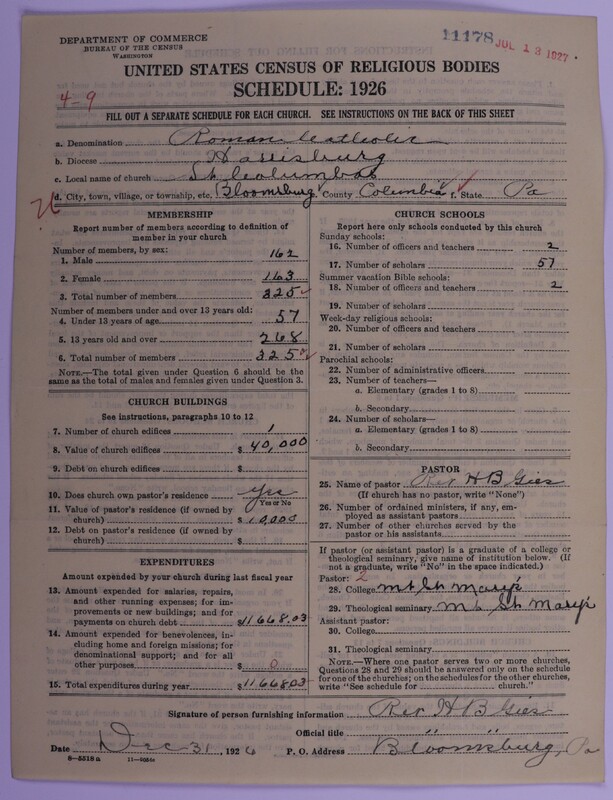 DEPARTMENT OF COMMERCE
BUREAU OF THE CENSUS
WASHINGTON
11178 JUL 13 1927
UNITED STATES CENSUS OF RELIGIOUS BODIES
SCHEDULE: 1926
4-9
FILL OUT A SEPARATE SCHEDULE FOR EACH CHURCH. SEE INSTRUCTIONS ON THE BACK OF THIS SHEET
a. Denomination Roman Catholic
b. Diocese Harrisburg
c. Local name of church St Columbas
d. City, town, village, or township, etc. Bloomsburg e. County Columbia f. State Pa
MEMBERSHIP
Report number of members according to definition of member in your church
Number of members, by sex:
1. Male 162
2. Female 163
3. Total number of members 325
Number of members under and over 13 years old:
4. Under 13 years of age 57
5. 13 years old and over 268
6. Total number of members 325
NOTE.—The total given under Question 6 should be
same as the total of males and females given under Question 3.
CHURCH BUILDINGS
See instructions, paragraphs 10 to 12
7. Number of church edifices 1
8. Value of church edifices $ 40,000
9. Debt on church edifices $
10. Does church own pastor's residence Yes
Yes or No
11. Value of pastor's residence (if owned by
church) $ 10,000
12. Debt on pastor's residence (if owned by
church) $
EXPENDITURES
Amount expended by your church during last fiscal year
13. Amount expended for salaries, repairs,
and other running expenses; for im-
provements or new buildings; and for
payments on church debt $11668.03
14. Amount expended for benevolences, in-
cluding home and foreign missions; for
denominational support; and for all
other purposes $ 0
15. Total expenditures during year $11668.03
CHURCH SCHOOLS
Report here only schools conducted by this church
Sunday schools:
16. Number of officers and teachers 2
17. Number of scholars 57
Summer vacation Bible schools:
18. Number of officers and teachers 2
19. Number of scholars
Week-day religious schools:
20. Number of officers and teachers
21. Number of scholars
Parochial schools:
22. Number of administrative officers
23. Number of teachers—
a. Elementary (grades 1 to 8)
b. Secondary
24. Number of scholars—
a. Elementary (grades 1 to 8)
b. Secondary
PASTOR
25. Name of pastor Rev H B Gies
(If church has no pastor, write "None")
26. Number of ordained ministers, if any, em-
ployed as assistant pastors
27. Number of other churches served by the
pastor or his assistants
If pastor (or assistant pastor) is a graduate of a college or
theological seminary, give name of institution below. (If
not a graduate, write "No" in the space indicated.)
Pastor: 2
28. College Mt St Mary's
29. Theological seminary Mt St Mary's
Assistant pastor:
30. College
31. Theological seminary
NOTE.—Where one pastor serves two or more churches,
Questions 28 and 29 should be answered only on the schedule
for one of the churches; on the schedules for the other churches,
write "See schedule for church."
Signature of person furnishing information Rev H B Gies
Official title " "
Date Dec 31, 1926 P. O. Address Bloomsburg, Pa
8-5318a 11-9056